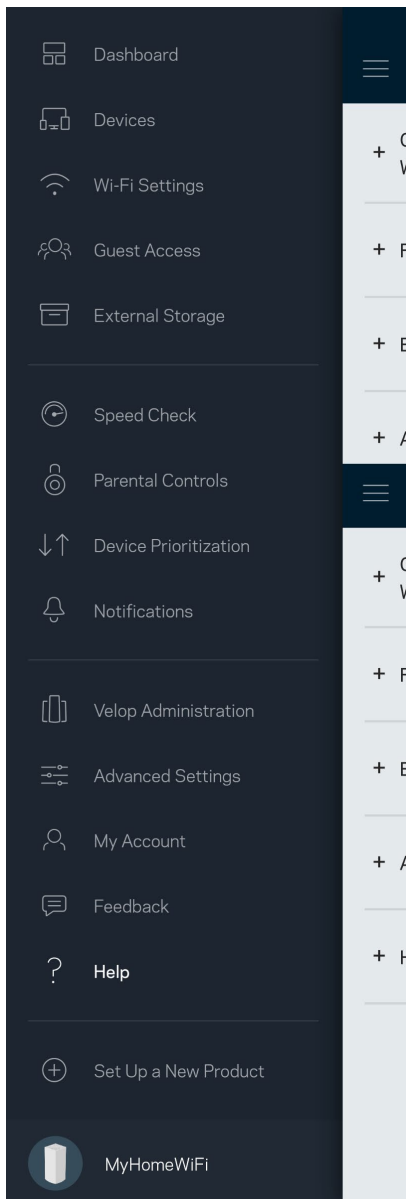 Dashboard
Devices
Wi-Fi Settings
Guest Access
External Storage
Speed Check
Parental Controls
Device Prioritization
Notifications
Velop Administration
Advanced Settings
My Account
Feedback
? Help
Set Up a New Product
MyHomeWiFi